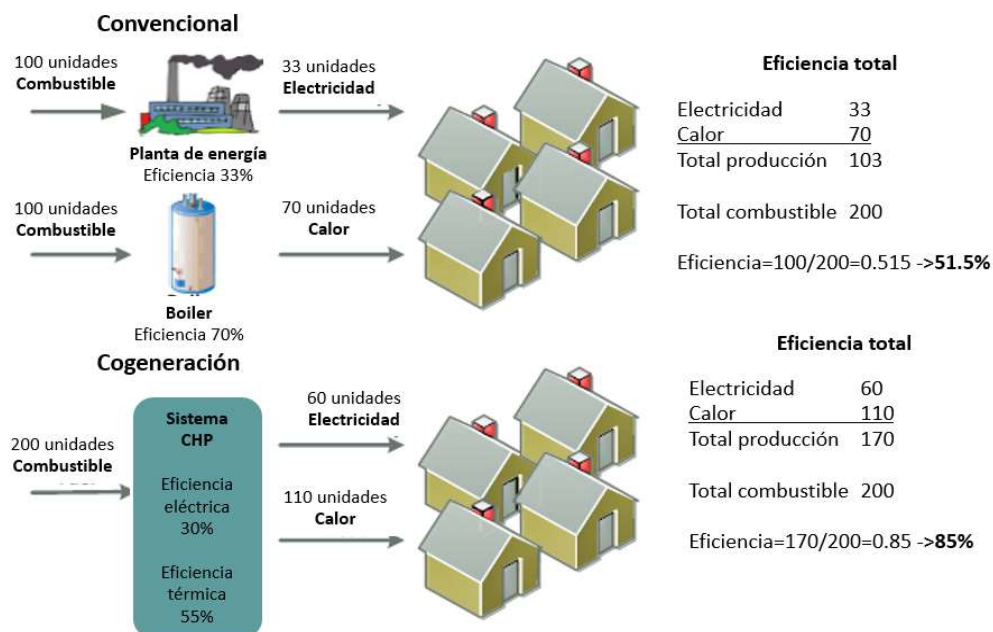 Convencional
100 unidades
Combustible
33 unidades
Electricidad
Planta de energía
Eficiencia 33%
100 unidades
Combustible
70 unidades
Calor
Boiler
Eficiencia 70%
Eficiencia total
Electricidad 33
Calor 70
Total producción 103
Total combustible 200
Eficiencia=100/200=0.515 ->51.5%
Cogeneración
200 unidades
Combustible
Sistema
CHP
Eficiencia
eléctrica
30%
Eficiencia
térmica
55%
60 unidades
Electricidad
110 unidades
Calor
Eficiencia total
Electricidad 60
Calor 110
Total producción 170
Total combustible 200
Eficiencia=170/200=0.85 ->85%